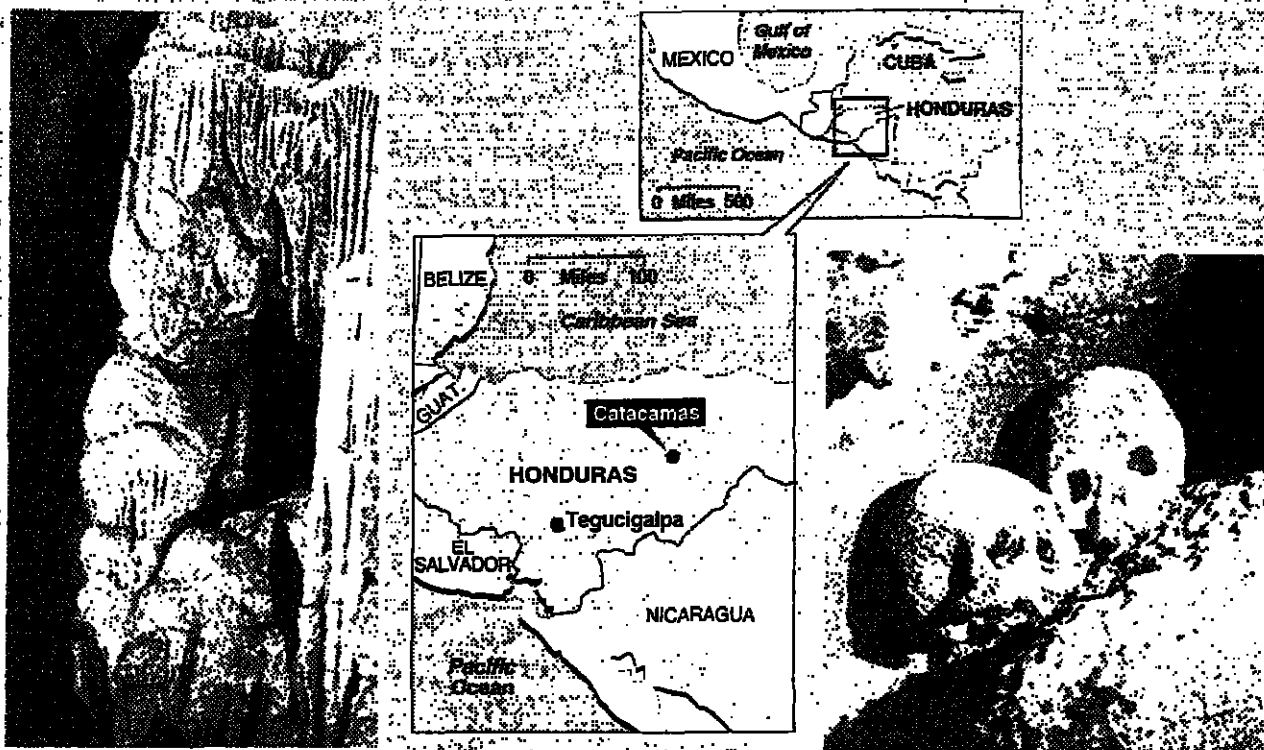 Gulf of
Mexico
MEXICO
CUBA
HONDURAS
Pacific Ocean
0 Miles 500
BELIZE
0 Miles 100
Caribbean Sea
GUAT.
Catacamas
HONDURAS
Tegucigalpa
EL
SALVADOR
NICARAGUA
Pacific
Ocean